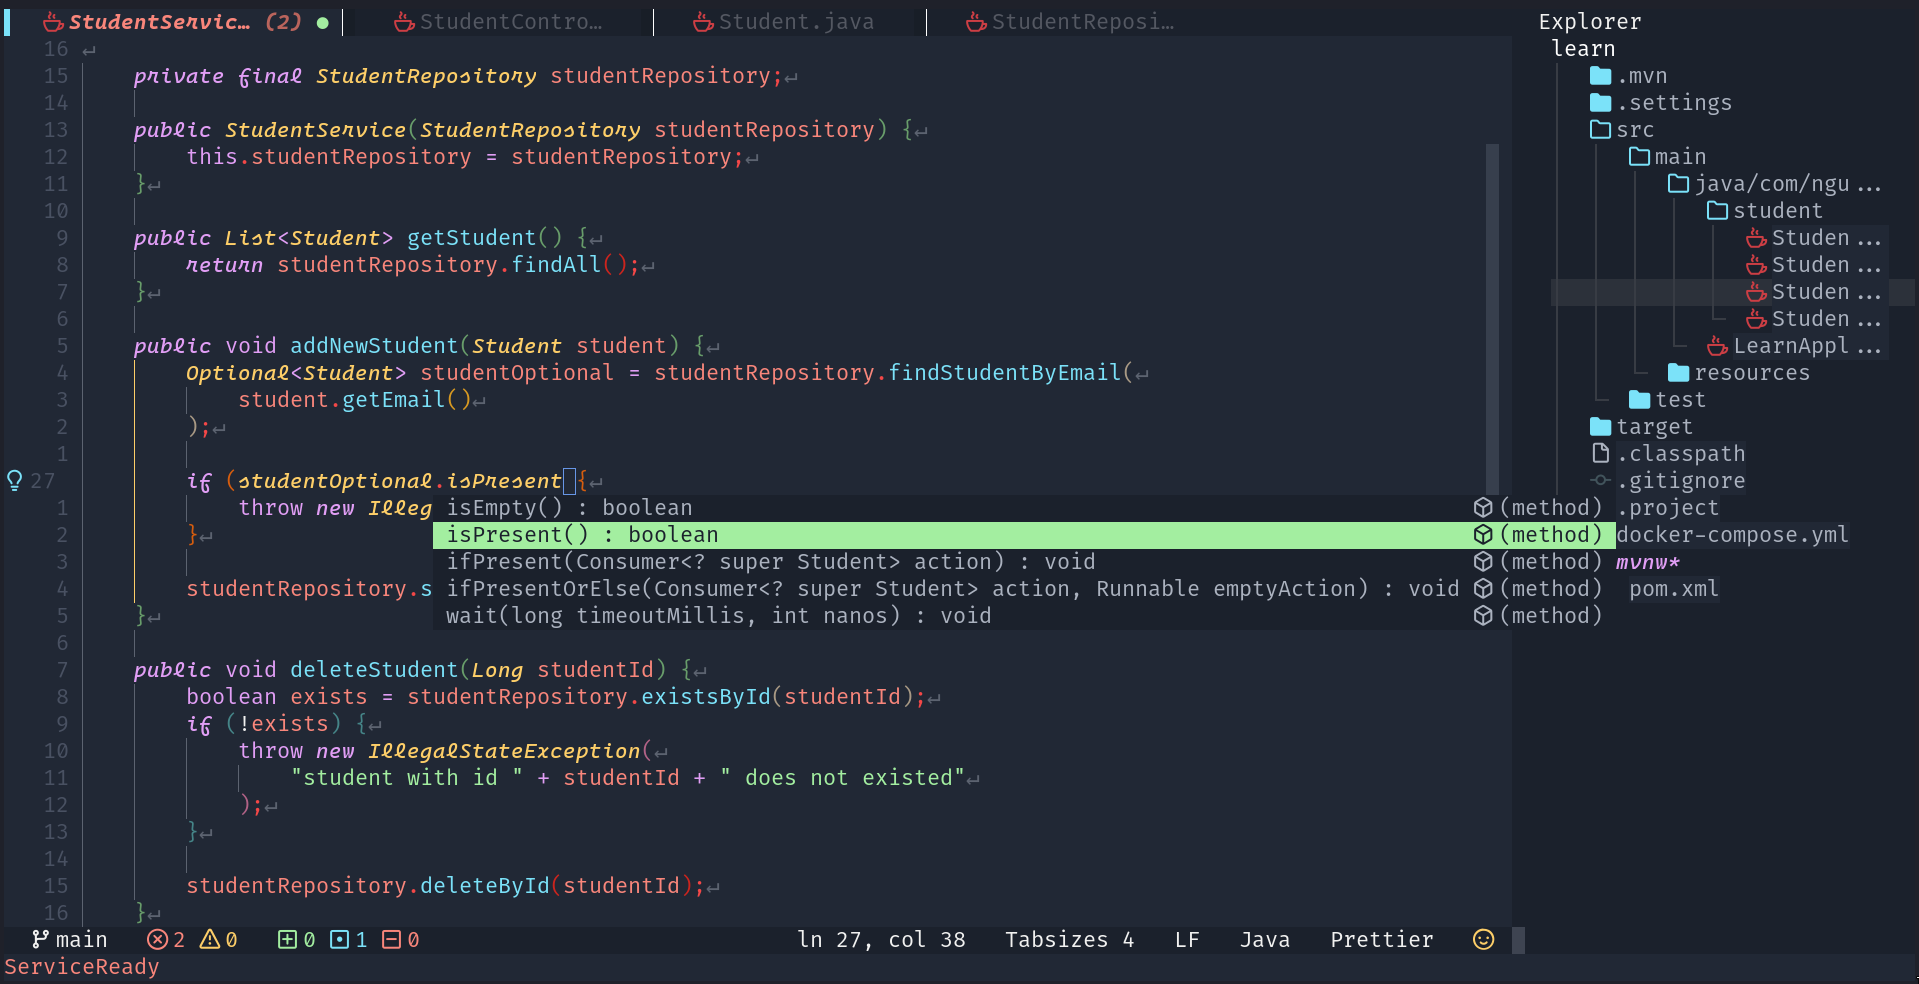 StudentServic… (2) ● StudentContro… Student.java StudentReposi…
16 ↵
15 private final StudentRepository studentRepository;↵
14
13 public StudentService(StudentRepository studentRepository) {↵
12 this.studentRepository = studentRepository;↵
11 }↵
10
9 public List<Student> getStudent() {↵
8 return studentRepository.findAll();↵
7 }↵
6
5 public void addNewStudent(Student student) {↵
4 Optional<Student> studentOptional = studentRepository.findStudentByEmail(↵
3 student.getEmail()↵
2 );↵
1
27 if (studentOptional.isPresent {↵
1 throw new Illeg
2 }↵
3
4 studentRepository.s
5 }↵
6
7 public void deleteStudent(Long studentId) {↵
8 boolean exists = studentRepository.existsById(studentId);↵
9 if (!exists) {↵
10 throw new IllegalStateException(↵
11 "student with id " + studentId + " does not existed"↵
12 );↵
13 }↵
14
15 studentRepository.deleteById(studentId);↵
16 }↵
isEmpty() : boolean (method)
isPresent() : boolean (method)
ifPresent(Consumer<? super Student> action) : void (method)
ifPresentOrElse(Consumer<? super Student> action, Runnable emptyAction) : void (method)
wait(long timeoutMillis, int nanos) : void (method)
Explorer
learn
.mvn
.settings
src
main
java/com/ngu…
student
Studen…
Studen…
Studen…
Studen…
LearnAppl…
resources
test
target
.classpath
.gitignore
.project
docker-compose.yml
mvnw*
pom.xml
main 2 0 0 1 0 ln 27, col 38 Tabsizes 4 LF Java Prettier
ServiceReady